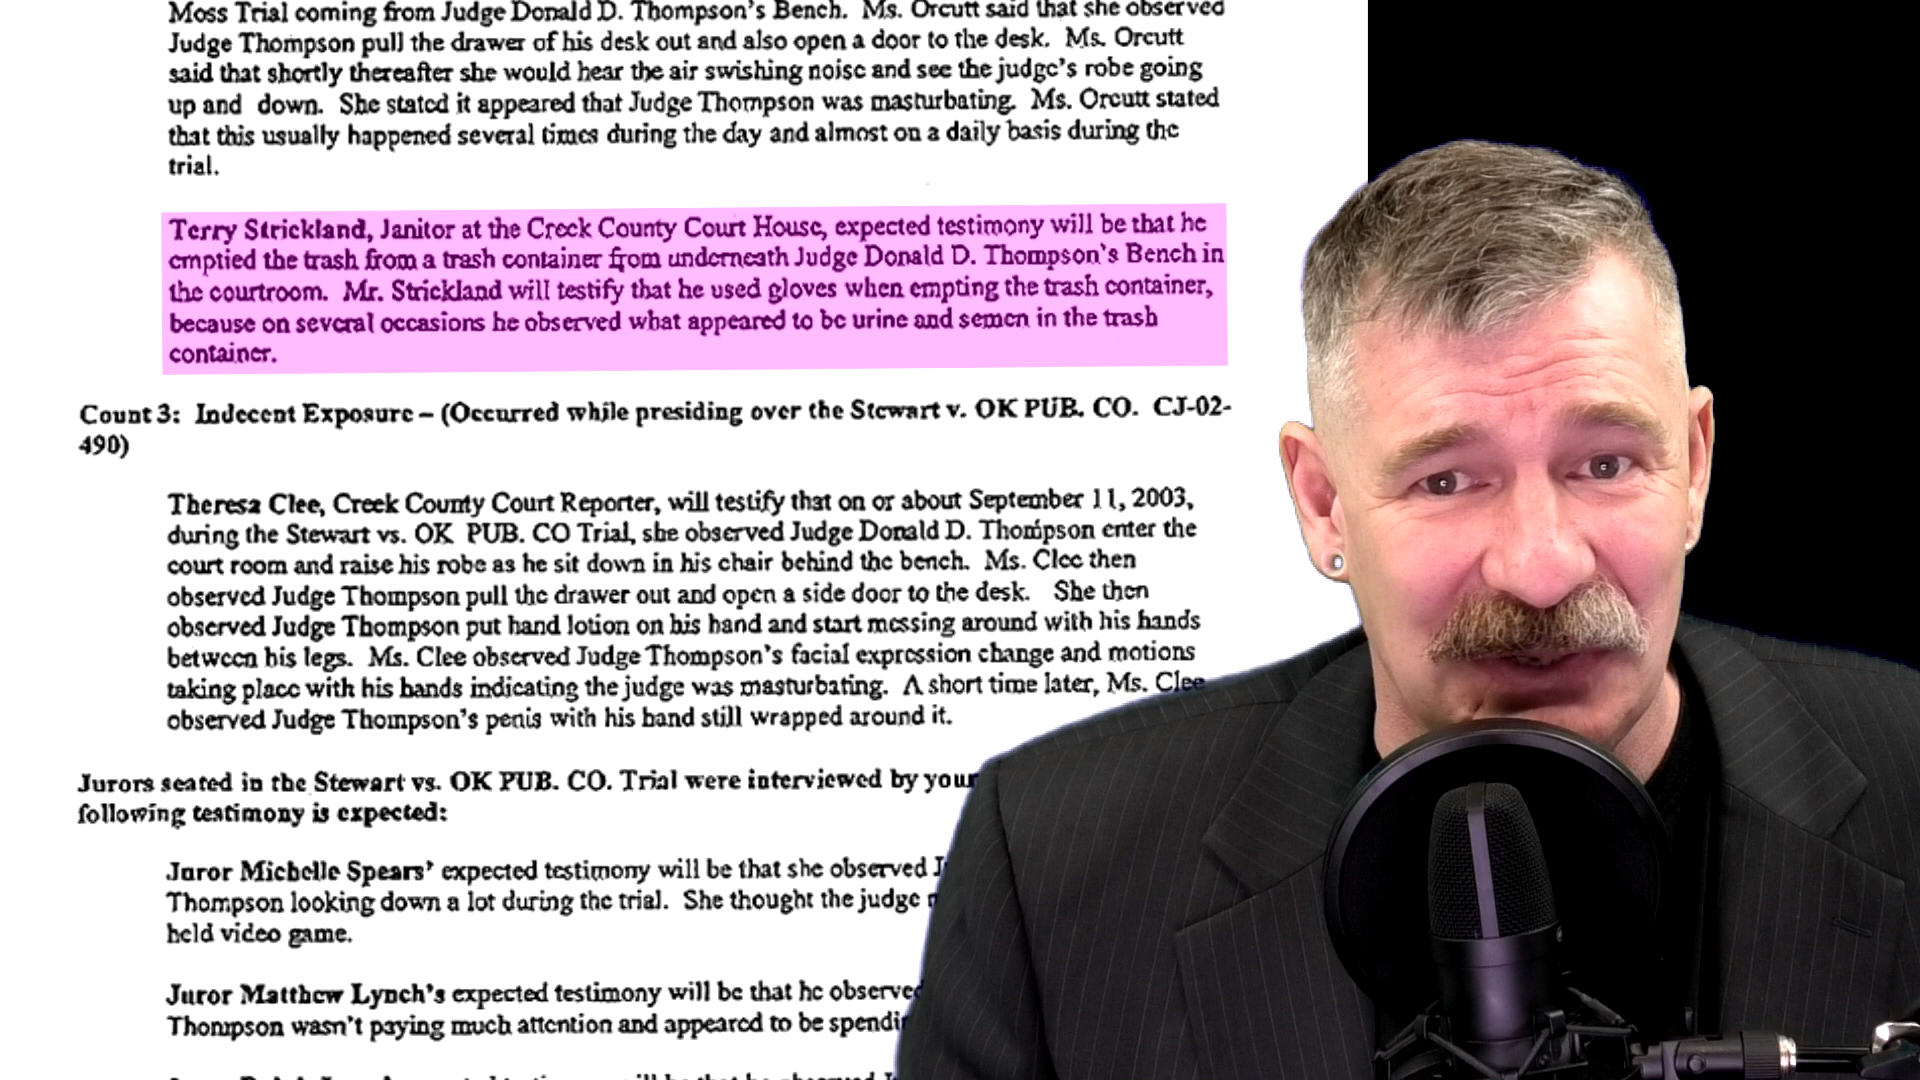 Moss Trial coming from Judge Donald D. Thompson's Bench. Ms. Orcutt said that she observed
Judge Thompson pull the drawer of his desk out and also open a door to the desk. Ms. Orcutt
said that shortly thereafter she would hear the air swishing noise and see the judge's robe going
up and down. She stated it appeared that Judge Thompson was masturbating. Ms. Orcutt stated
that this usually happened several times during the day and almost on a daily basis during the
trial.
Terry Strickland, Janitor at the Creek County Court House, expected testimony will be that he
emptied the trash from a trash container from underneath Judge Donald D. Thompson's Bench in
the courtroom. Mr. Strickland will testify that he used gloves when empting the trash container,
because on several occasions he observed what appeared to be urine and semen in the trash
container.
Count 3: Indecent Exposure – (Occurred while presiding over the Stewart v. OK PUB. CO. CJ-02-
490)
Theresa Clee, Creek County Court Reporter, will testify that on or about September 11, 2003,
during the Stewart vs. OK PUB. CO Trial, she observed Judge Donald D. Thompson enter the
court room and raise his robe as he sit down in his chair behind the bench. Ms. Clee then
observed Judge Thompson pull the drawer out and open a side door to the desk. She then
observed Judge Thompson put hand lotion on his hand and start messing around with his hands
between his legs. Ms. Clee observed Judge Thompson's facial expression change and motions
taking place with his hands indicating the judge was masturbating. A short time later, Ms. Clee
observed Judge Thompson's penis with his hand still wrapped around it.
Jurors seated in the Stewart vs. OK PUB. CO. Trial were interviewed by your
following testimony is expected:
Juror Michelle Spears' expected testimony will be that she observed
Thompson looking down a lot during the trial. She thought the judge
held video game.
Juror Matthew Lynch's expected testimony will be that he observed
Thompson wasn't paying much attention and appeared to be